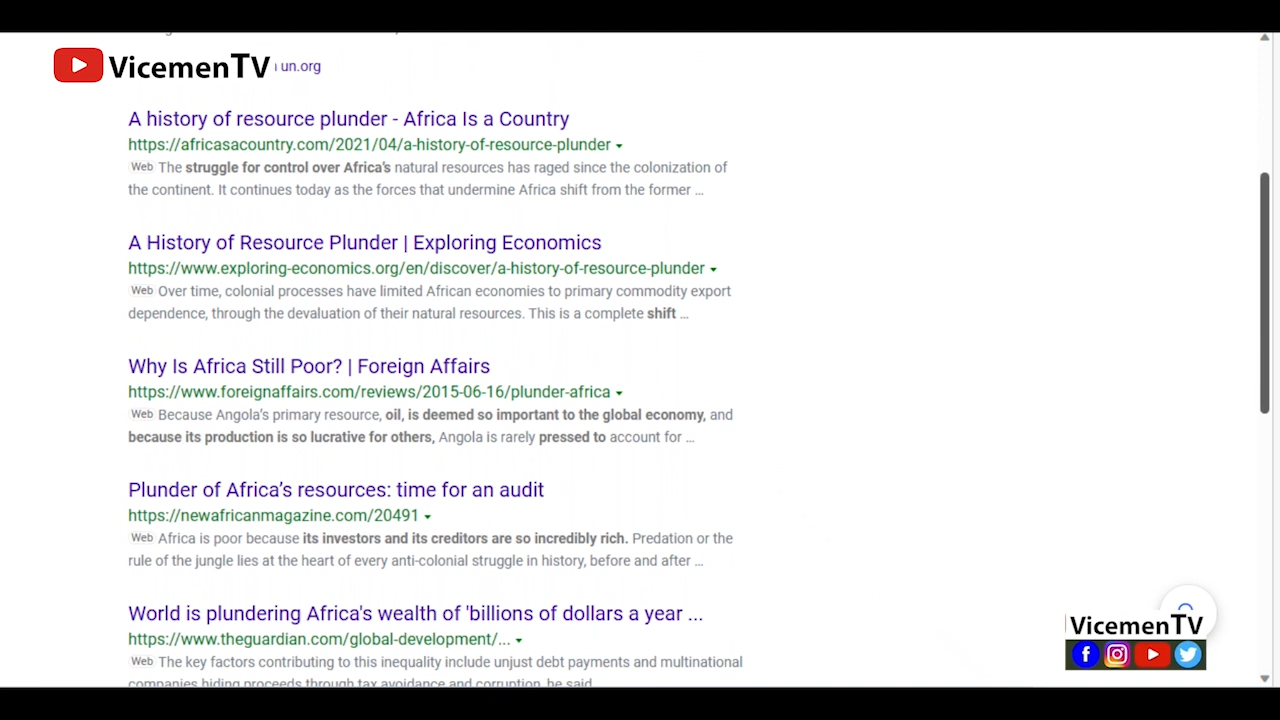 VicemenTV
un.org
A history of resource plunder - Africa Is a Country
https://africasacountry.com/2021/04/a-history-of-resource-plunder
Web The struggle for control over Africa's natural resources has raged since the colonization of
the continent. It continues today as the forces that undermine Africa shift from the former ...
A History of Resource Plunder | Exploring Economics
https://www.exploring-economics.org/en/discover/a-history-of-resource-plunder
Web Over time, colonial processes have limited African economies to primary commodity export
dependence, through the devaluation of their natural resources. This is a complete shift ...
Why Is Africa Still Poor? | Foreign Affairs
https://www.foreignaffairs.com/reviews/2015-06-16/plunder-africa
Web Because Angola's primary resource, oil, is deemed so important to the global economy, and
because its production is so lucrative for others, Angola is rarely pressed to account for ...
Plunder of Africa's resources: time for an audit
https://newafricanmagazine.com/20491
Web Africa is poor because its investors and its creditors are so incredibly rich. Predation or the
rule of the jungle lies at the heart of every anti-colonial struggle in history, before and after ...
World is plundering Africa's wealth of 'billions of dollars a year ...
https://www.theguardian.com/global-development/...
Web The key factors contributing to this inequality include unjust debt payments and multinational
companies hiding proceeds through tax avoidance and corruption, he said
VicemenTV